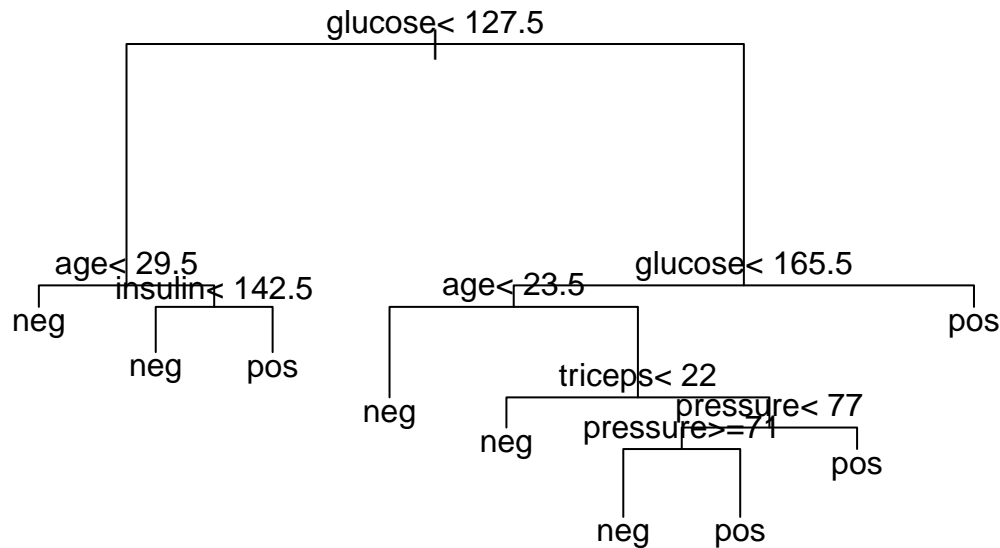 glucose< 127.5
age< 29.5
glucose< 165.5
insulin< 142.5
age< 23.5
neg
pos
neg
pos
triceps< 22
neg
pressure< 77
pressure>=71
neg
pos
neg
pos